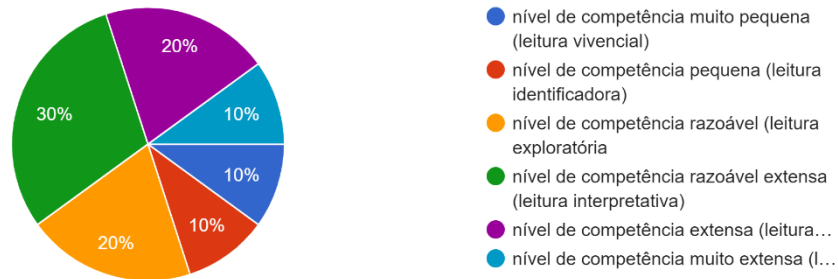 20%
10%
10%
10%
20%
30%
nível de competência muito pequena
(leitura vivencial)
nível de competência pequena (leitura
identificadora)
nível de competência razoável (leitura
exploratória
nível de competência razoável extensa
(leitura interpretativa)
nível de competência extensa (leitura…
nível de competência muito extensa (l…